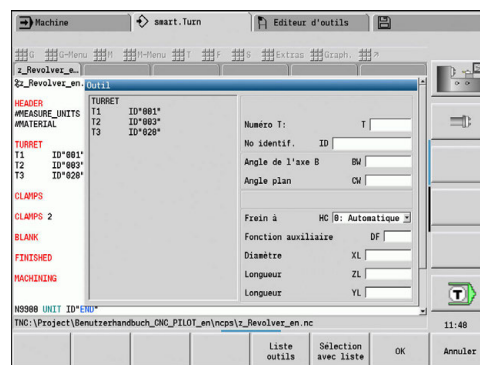 Machine
smart.Turn
Editeur d'outils
G G-Menu M M-Menu T F S Extras Graph.
z_Revolver_e…
z_Revolver_en.
Outil
HEADER
#MEASURE_UNITS
#MATERIAL
TURRET
T1 ID"001"
T2 ID"003"
T3 ID"020"
CLAMPS
CLAMPS 2
BLANK
FINISHED
MACHINING
N9900 UNIT ID"END"
TURRET
T1 ID"001"
T2 ID"003"
T3 ID"020"
Numéro T: T
No identif. ID
Angle de l'axe B BW
Angle plan CW
Frein à HC 0: Automatique
Fonction auxiliaire DF
Diamètre XL
Longueur ZL
Longueur YL
TNC:\Project\Benutzerhandbuch_CNC_PILOT_en\ncps\z_Revolver_en.nc
T
11:48
Liste outils
Sélection avec liste
OK
Annuler